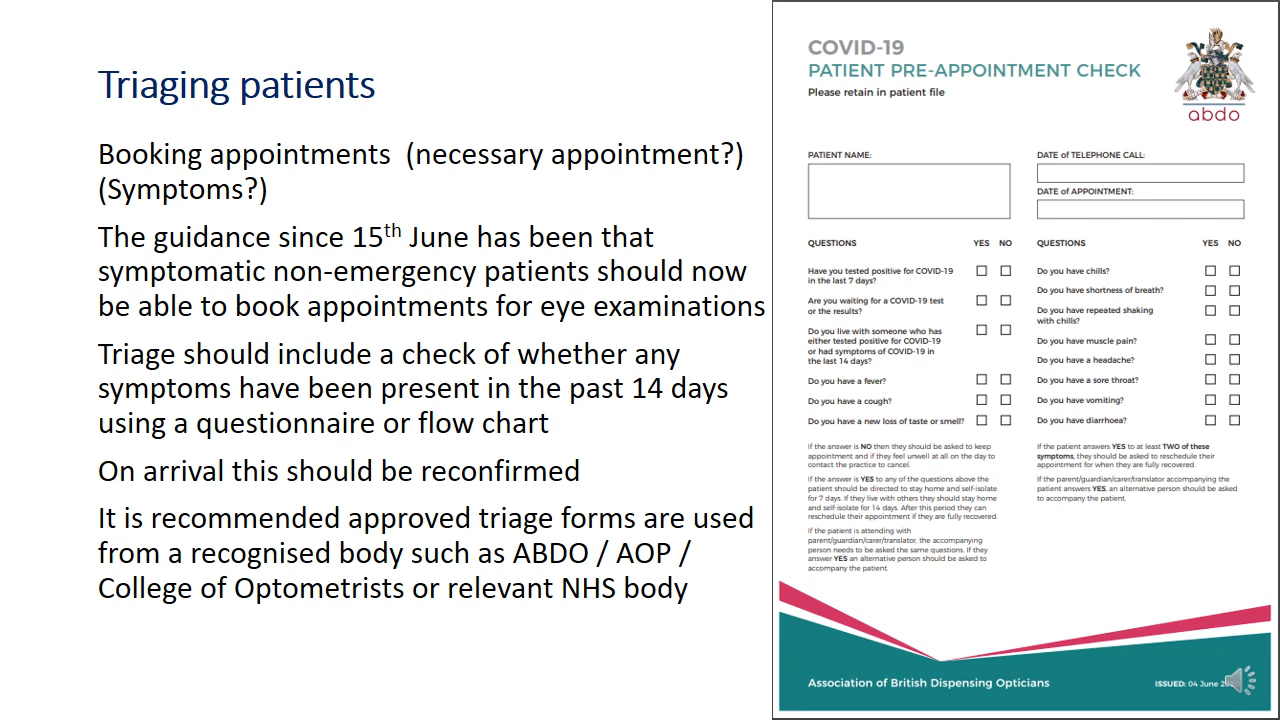 Triaging patients
Booking appointments  (necessary appointment?)
(Symptoms?)
The guidance since 15th June has been that
symptomatic non-emergency patients should now
be able to book appointments for eye examinations
Triage should include a check of whether any
symptoms have been present in the past 14 days
using a questionnaire or flow chart
On arrival this should be reconfirmed
It is recommended approved triage forms are used
from a recognised body such as ABDO / AOP /
College of Optometrists or relevant NHS body
COVID-19
PATIENT PRE-APPOINTMENT CHECK
Please retain in patient file
abdo
PATIENT NAME:
DATE of TELEPHONE CALL:
DATE of APPOINTMENT:
QUESTIONS YES NO
Have you tested positive for COVID-19
in the last 7 days?
Are you waiting for a COVID-19 test
or the results?
Do you live with someone who has
either tested positive for COVID-19
or had symptoms of COVID-19 in
the last 14 days?
Do you have a fever?
Do you have a cough?
Do you have a new loss of taste or smell?
If the answer is NO then they should be asked to keep
appointment and if they feel unwell at all on the day to
contact the practice to cancel.
If the answer is YES to any of the questions above the
patient should be directed to stay home and self-isolate
for 7 days. If they live with others they should stay home
and self-isolate for 14 days. After this period they can
reschedule their appointment if they are fully recovered.
If the patient is attending with
parent/guardian/carer/translator, the accompanying
person needs to be asked the same questions. If they
answer YES an alternative person should be asked to
accompany the patient.
QUESTIONS YES NO
Do you have chills?
Do you have shortness of breath?
Do you have repeated shaking
with chills?
Do you have muscle pain?
Do you have a headache?
Do you have a sore throat?
Do you have vomiting?
Do you have diarrhoea?
If the patient answers YES to at least TWO of these
symptoms, they should be asked to reschedule their
appointment for when they are fully recovered.
If the parent/guardian/carer/translator accompanying the
patient answers YES, an alternative person should be asked
to accompany the patient.
Association of British Dispensing Opticians
ISSUED: 04 June